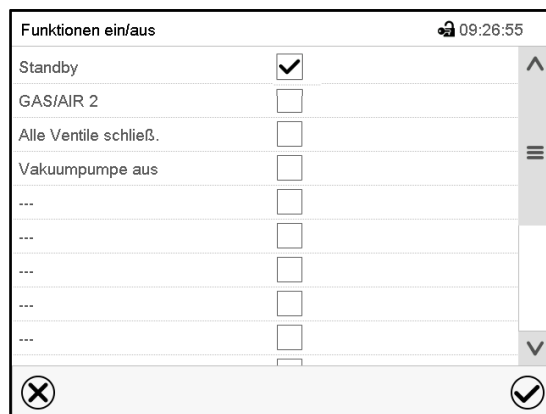 Funktionen ein/aus 09:26:55
Standby
GAS/AIR 2
Alle Ventile schließ.
Vakuumpumpe aus
---
---
---
---
---